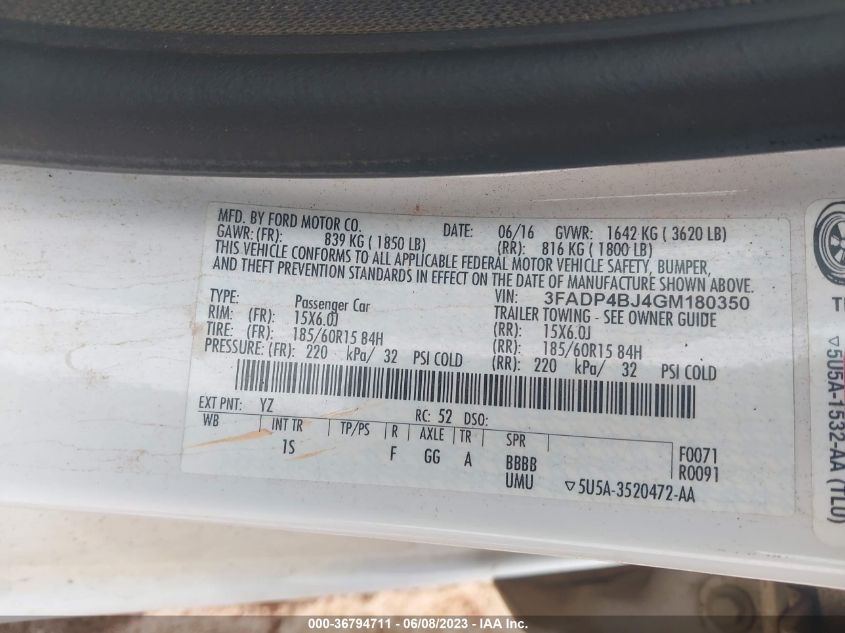 MFD. BY FORD MOTOR CO.
DATE: 06/16 GVWR: 1642 KG ( 3620 LB)
GAWR: (FR): 839 KG ( 1850 LB) (RR): 816 KG ( 1800 LB)
THIS VEHICLE CONFORMS TO ALL APPLICABLE FEDERAL MOTOR VEHICLE SAFETY, BUMPER,
AND THEFT PREVENTION STANDARDS IN EFFECT ON THE DATE OF MANUFACTURE SHOWN ABOVE.
VIN: 3FADP4BJ4GM180350
TYPE: Passenger Car TRAILER TOWING - SEE OWNER GUIDE
RIM: (FR): 15X6.0J (RR): 15X6.0J
TIRE: (FR): 185/60R15 84H (RR): 185/60R15 84H
PRESSURE: (FR): 220 kPa/ 32 PSI COLD (RR): 220 kPa/ 32 PSI COLD
EXT PNT: YZ RC: 52 DSO:
WB INT TR TP/PS R AXLE TR SPR F0071
1S F GG A BBBB R0091
UMU ▽5U5A-3520472-AA
▽5U5A-1532-AA (TLU)
000-36794711 - 06/08/2023 - IAA Inc.